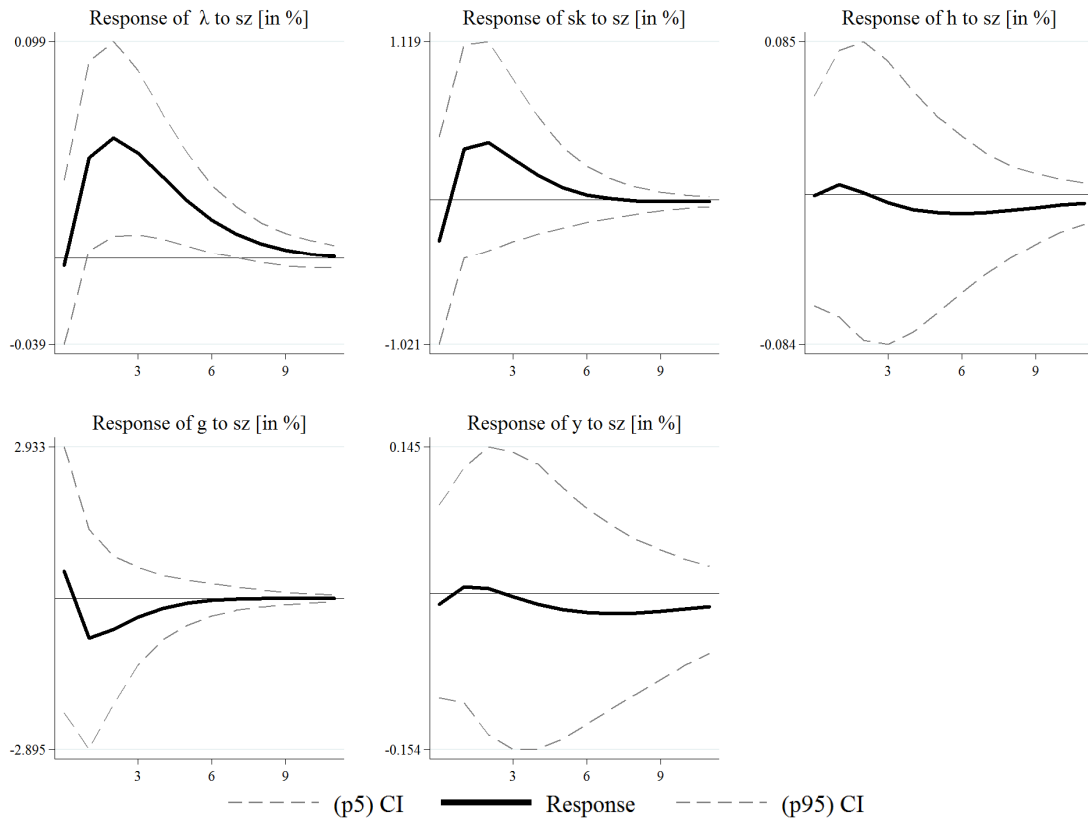 Response of λ to sz [in %]
0.099
-0.039
3 6 9
Response of sk to sz [in %]
1.119
-1.021
3 6 9
Response of h to sz [in %]
0.085
-0.084
3 6 9
Response of g to sz [in %]
2.933
-2.895
3 6 9
Response of y to sz [in %]
0.145
-0.154
3 6 9
(p5) CI Response (p95) CI